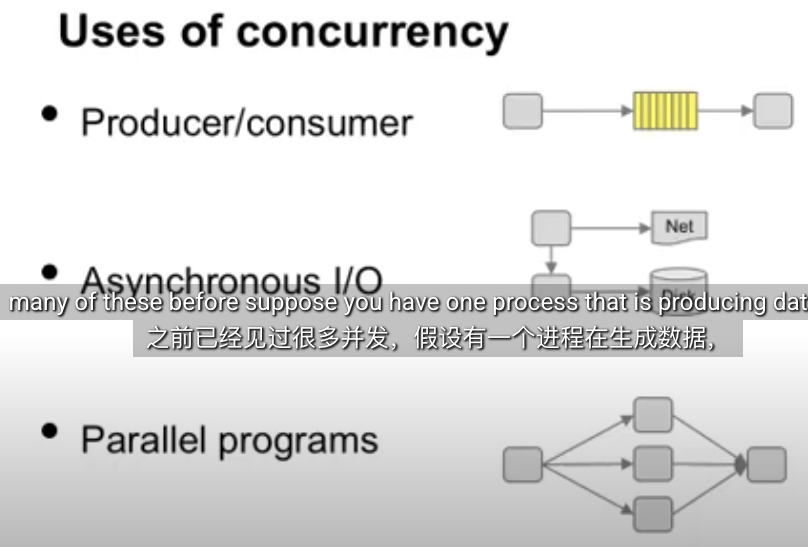 Uses of concurrency
• Producer/consumer
Net
• Asynchronous I/O
Disk
many of these before suppose you have one process that is producing dat
之前已经见过很多并发，假设有一个进程在生成数据，
• Parallel programs